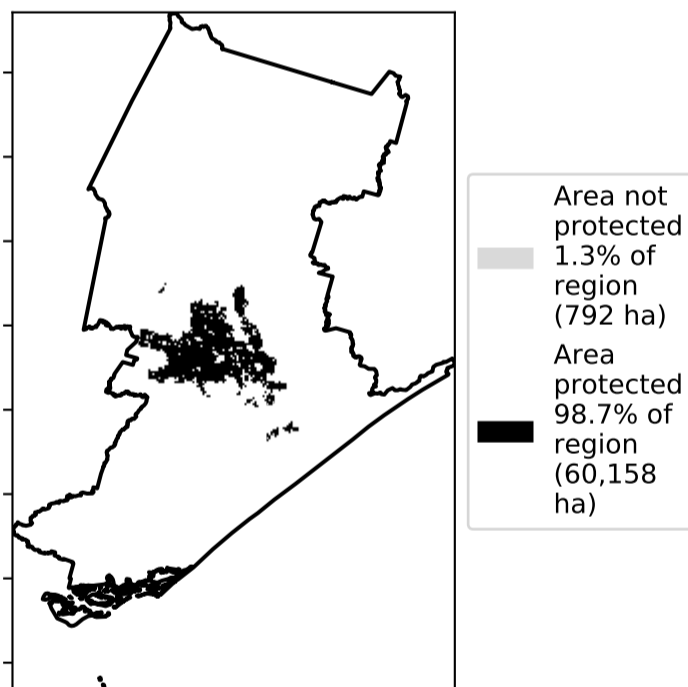 Area not
protected
1.3% of
region
(792 ha)
Area
protected
98.7% of
region
(60,158
ha)